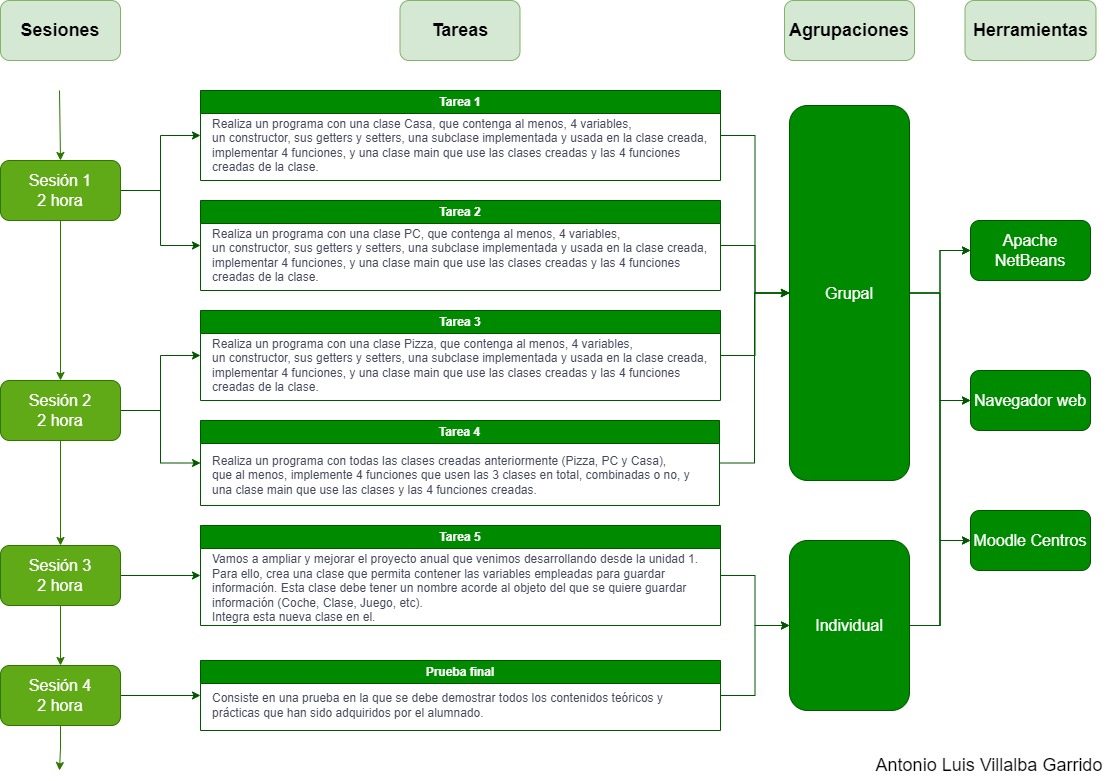 Sesiones
Tareas
Agrupaciones
Herramientas
Sesión 1
2 hora
Tarea 1
Realiza un programa con una clase Casa, que contenga al menos, 4 variables,
un constructor, sus getters y setters, una subclase implementada y usada en la clase creada,
implementar 4 funciones, y una clase main que use las clases creadas y las 4 funciones
creadas de la clase.
Tarea 2
Realiza un programa con una clase PC, que contenga al menos, 4 variables,
un constructor, sus getters y setters, una subclase implementada y usada en la clase creada,
implementar 4 funciones, y una clase main que use las clases creadas y las 4 funciones
creadas de la clase.
Sesión 2
2 hora
Tarea 3
Realiza un programa con una clase Pizza, que contenga al menos, 4 variables,
un constructor, sus getters y setters, una subclase implementada y usada en la clase creada,
implementar 4 funciones, y una clase main que use las clases creadas y las 4 funciones
creadas de la clase.
Tarea 4
Realiza un programa con todas las clases creadas anteriormente (Pizza, PC y Casa),
que al menos, implemente 4 funciones que usen las 3 clases en total, combinadas o no, y
una clase main que use las clases y las 4 funciones creadas.
Sesión 3
2 hora
Tarea 5
Vamos a ampliar y mejorar el proyecto anual que venimos desarrollando desde la unidad 1.
Para ello, crea una clase que permita contener las variables empleadas para guardar
información. Esta clase debe tener un nombre acorde al objeto del que se quiere guardar
información (Coche, Clase, Juego, etc).
Integra esta nueva clase en el.
Sesión 4
2 hora
Prueba final
Consiste en una prueba en la que se debe demostrar todos los contenidos teóricos y
prácticas que han sido adquiridos por el alumnado.
Grupal
Individual
Apache
NetBeans
Navegador web
Moodle Centros
Antonio Luis Villalba Garrido